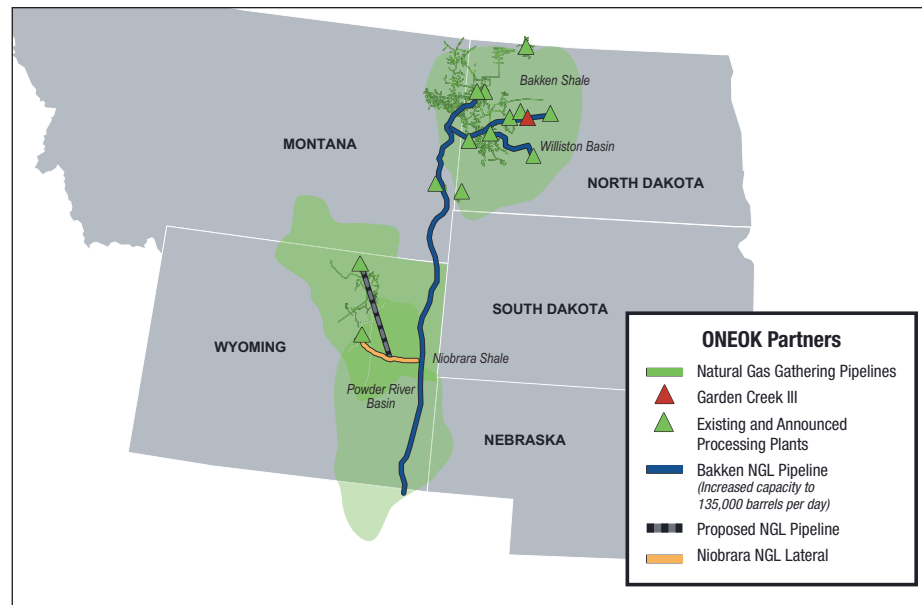 Bakken Shale
MONTANA
Williston Basin
NORTH DAKOTA
SOUTH DAKOTA
WYOMING
Niobrara Shale
Powder River
Basin
NEBRASKA
ONEOK Partners
Natural Gas Gathering Pipelines
Garden Creek III
Existing and Announced
Processing Plants
Bakken NGL Pipeline
(Increased capacity to
135,000 barrels per day)
Proposed NGL Pipeline
Niobrara NGL Lateral